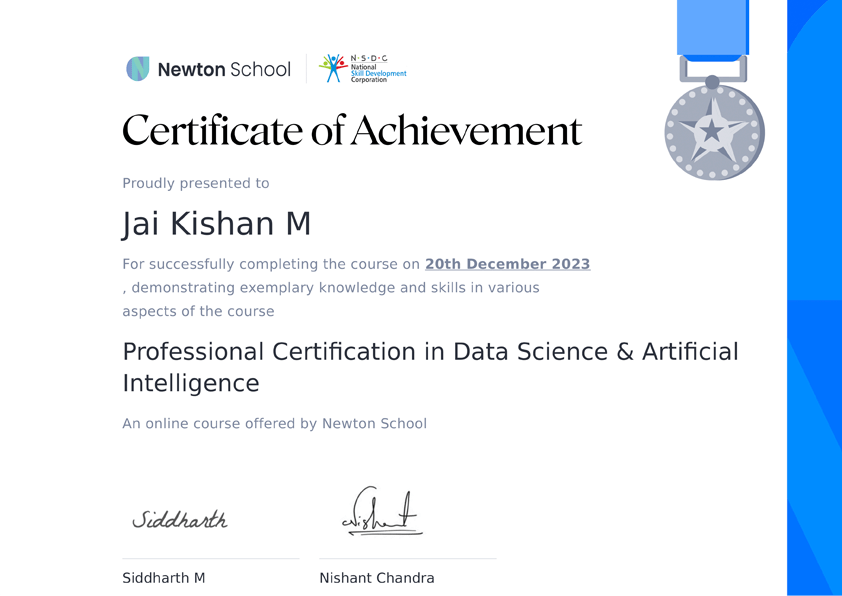 Newton School
N·S·D·C
National
Skill Development
Corporation
Certificate of Achievement
Proudly presented to
Jai Kishan M
For successfully completing the course on 20th December 2023
, demonstrating exemplary knowledge and skills in various
aspects of the course
Professional Certification in Data Science & Artificial
Intelligence
An online course offered by Newton School
Siddharth
Nishant
Siddharth M
Nishant Chandra